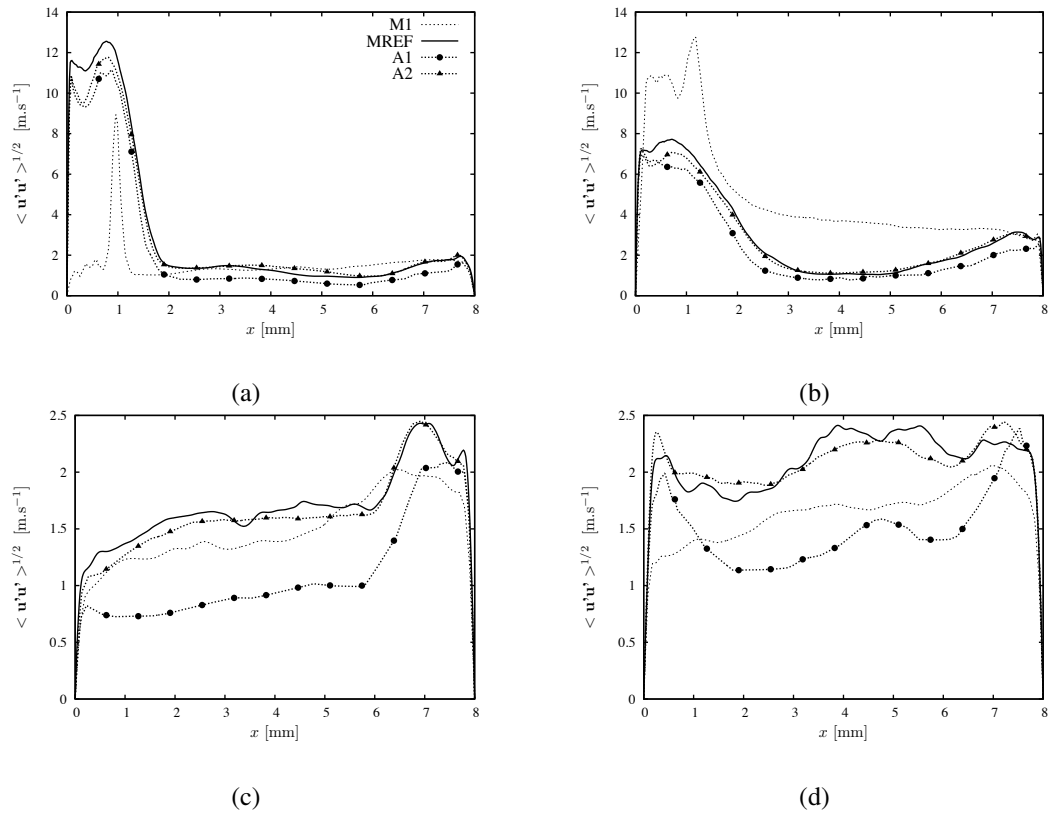 14
12
10
8
6
4
2
0
< u'u' >^{1/2} [m.s^{−1}]
0 1 2 3 4 5 6 7 8
x [mm]
M1
MREF
A1
A2
(a)
14
12
10
8
6
4
2
0
< u'u' >^{1/2} [m.s^{−1}]
0 1 2 3 4 5 6 7 8
x [mm]
(b)
2.5
2
1.5
1
0.5
0
< u'u' >^{1/2} [m.s^{−1}]
0 1 2 3 4 5 6 7 8
x [mm]
(c)
2.5
2
1.5
1
0.5
0
< u'u' >^{1/2} [m.s^{−1}]
0 1 2 3 4 5 6 7 8
x [mm]
(d)